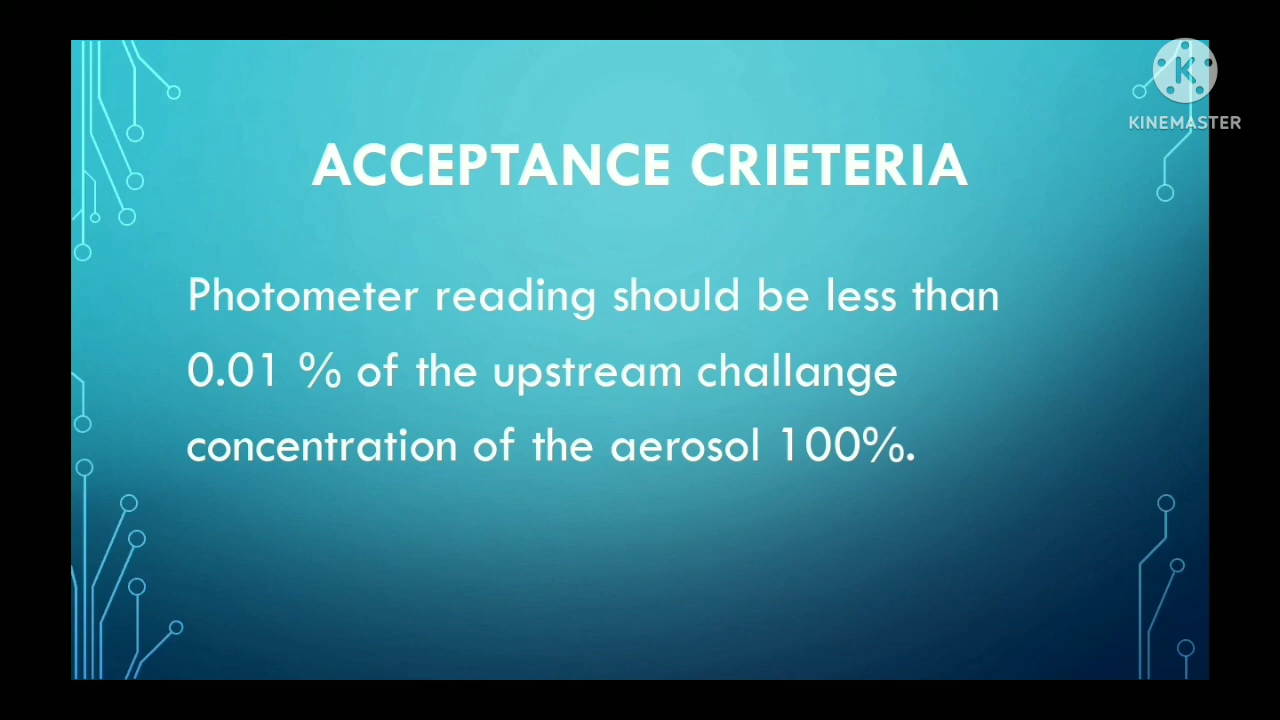 K
KINEMASTER
ACCEPTANCE CRIETERIA
Photometer reading should be less than
0.01 % of the upstream challange
concentration of the aerosol 100%.